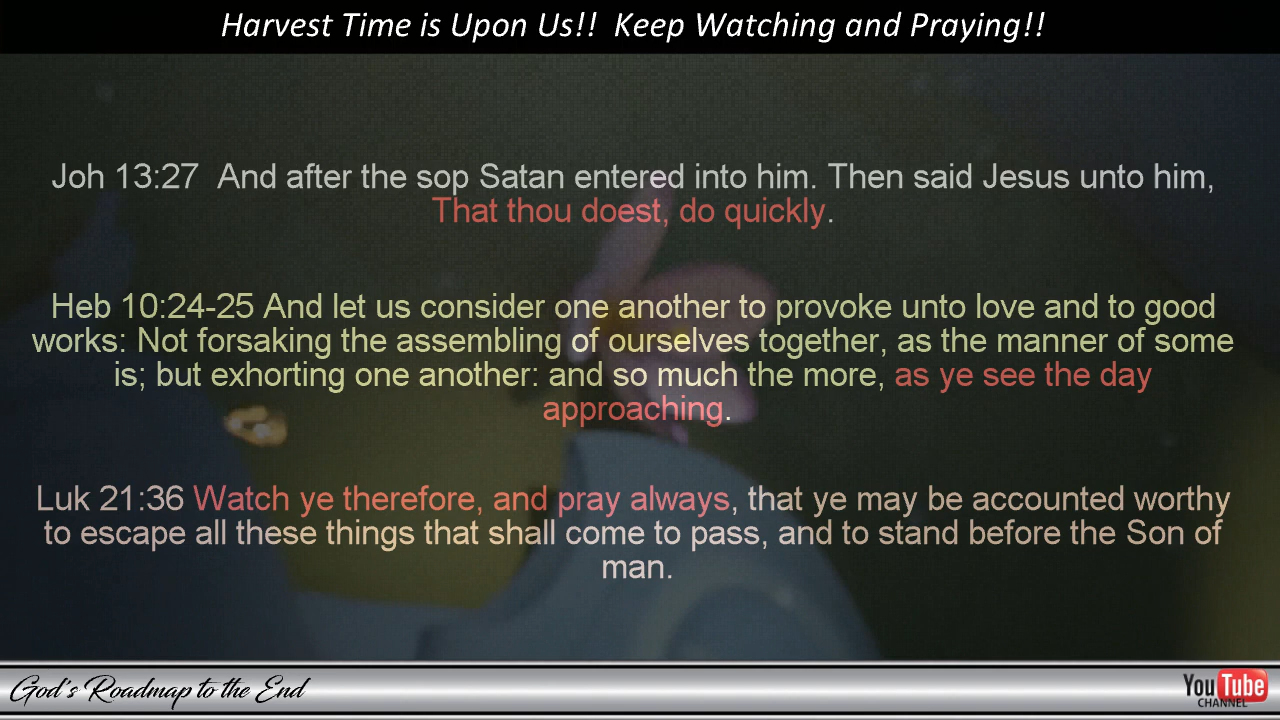 Harvest Time is Upon Us!!  Keep Watching and Praying!!
Joh 13:27  And after the sop Satan entered into him. Then said Jesus unto him,
That thou doest, do quickly.
Heb 10:24-25 And let us consider one another to provoke unto love and to good
works: Not forsaking the assembling of ourselves together, as the manner of some
is; but exhorting one another: and so much the more, as ye see the day
approaching.
Luk 21:36 Watch ye therefore, and pray always, that ye may be accounted worthy
to escape all these things that shall come to pass, and to stand before the Son of
man.
God's Roadmap to the End
YouTube
CHANNEL